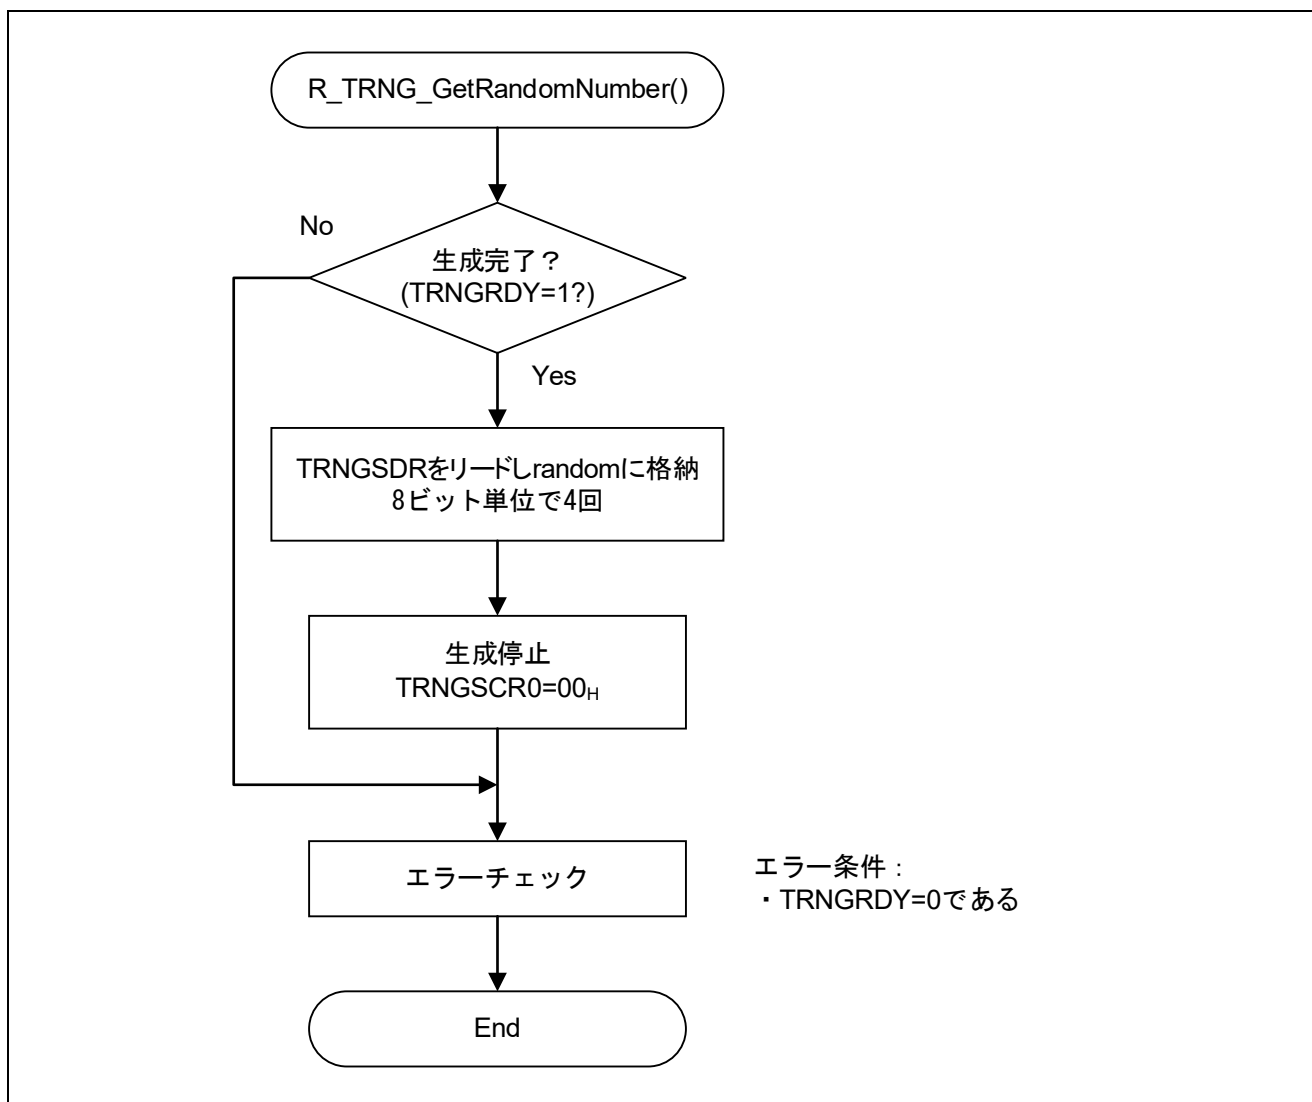 R_TRNG_GetRandomNumber()
No
生成完了？
(TRNGRDY=1?)
Yes
TRNGSDRをリードしrandomに格納
8ビット単位で4回
生成停止
TRNGSCR0=00H
エラーチェック
エラー条件：
・TRNGRDY=0である
End